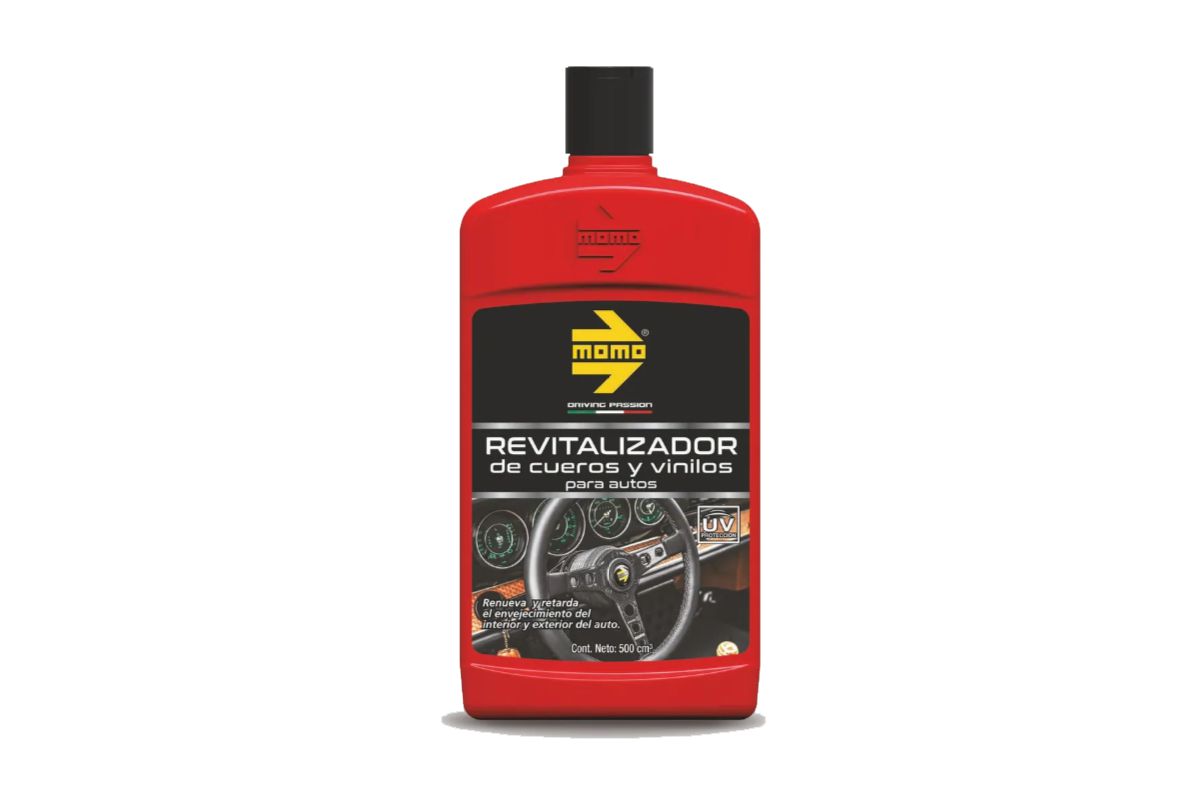 momo
momo®
DRIVING PASSION
REVITALIZADOR
de cueros y vinilos
para autos
UV
PROTECCIÓN
Renueva y retarda
el envejecimiento del
interior y exterior del auto.
Cont. Neto: 500 cm³